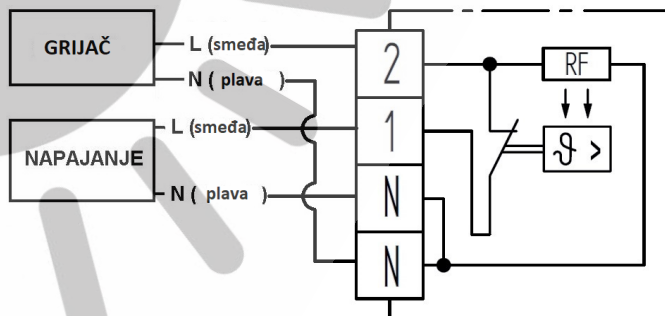 GRIJAČ
L (smeđa)
N ( plava )
NAPAJANJE
L (smeđa)
N ( plava )
2
1
N
N
RF
ϑ >